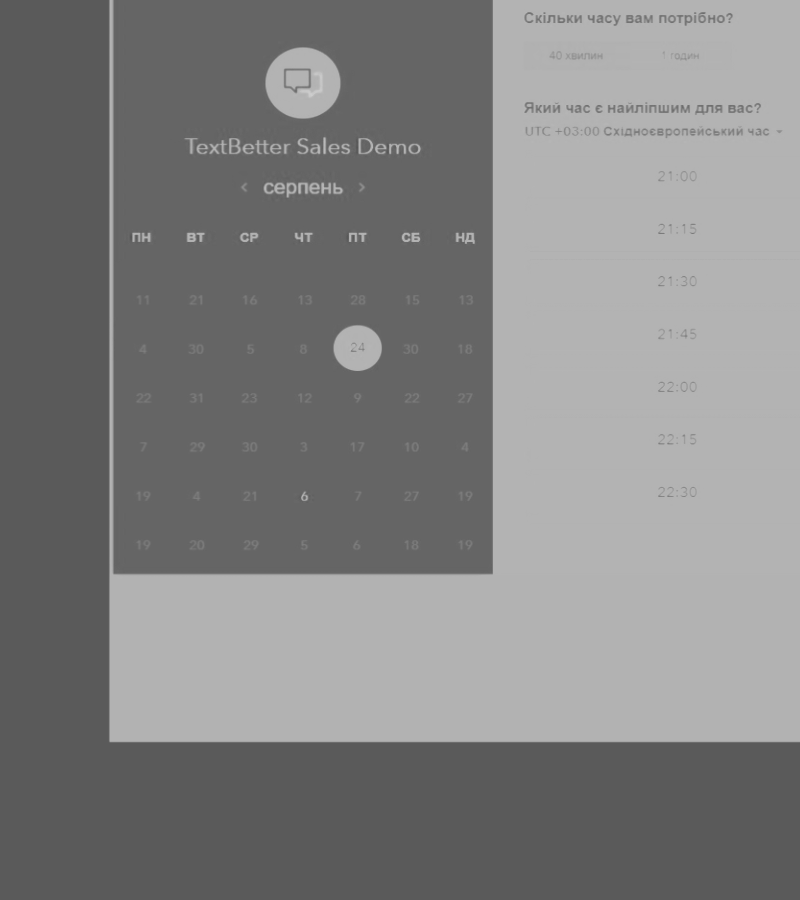 TextBetter Sales Demo
серпень
ПН ВТ СР ЧТ ПТ СБ НД
11 21 16 13 28 15 13
4 30 5 8 24 30 18
22 31 23 12 9 22 27
7 29 30 3 17 10 4
19 4 21 6 7 27 19
19 20 29 5 6 18 19
Скільки часу вам потрібно?
40 хвилин 1 годин
Який час є найліпшим для вас?
UTC +03:00 Східноєвропейський час
21:00
21:15
21:30
21:45
22:00
22:15
22:30